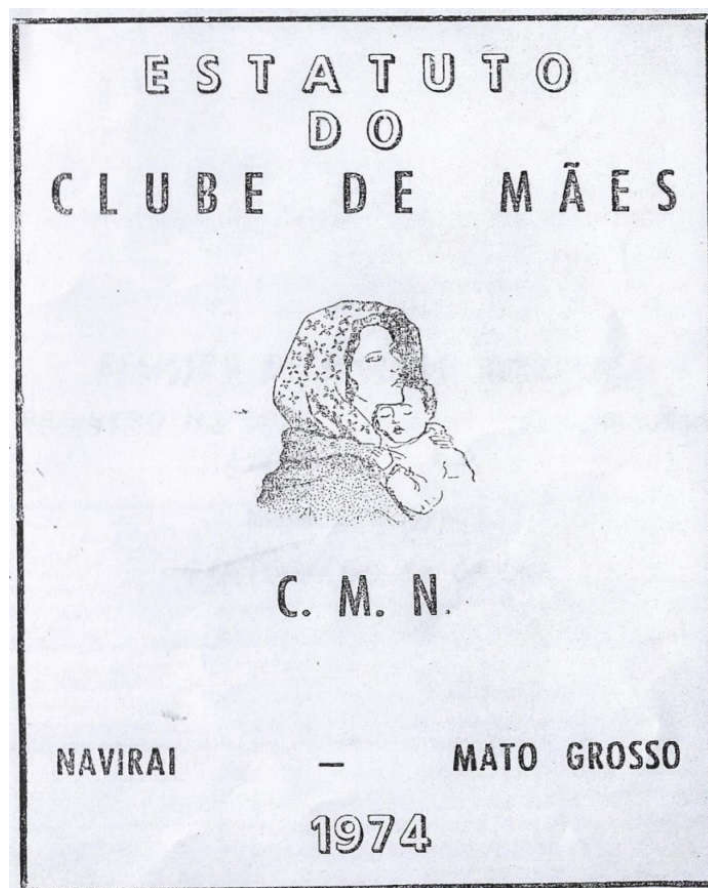 ESTATUTO
DO
CLUBE DE MÃES
C. M. N.
NAVIRAI — MATO GROSSO
1974